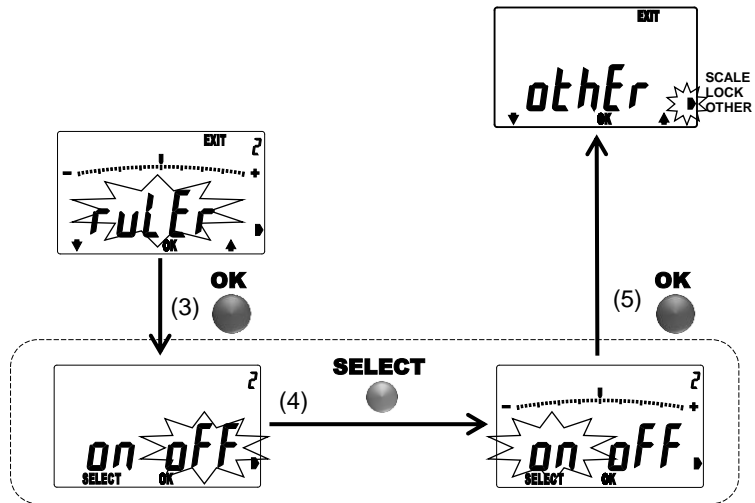 EXIT
othEr
OK
SCALE
LOCK
OTHER
EXIT 2
- +
rulEr
OK
(3) OK
(5) OK
2
on oFF
SELECT OK
(4) SELECT
2
- +
on oFF
SELECT OK